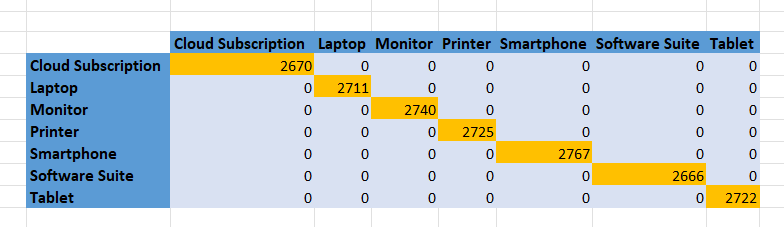 Cloud Subscription Laptop Monitor Printer Smartphone Software Suite Tablet
Cloud Subscription 2670 0 0 0 0 0 0
Laptop 0 2711 0 0 0 0 0
Monitor 0 0 2740 0 0 0 0
Printer 0 0 0 2725 0 0 0
Smartphone 0 0 0 0 2767 0 0
Software Suite 0 0 0 0 0 2666 0
Tablet 0 0 0 0 0 0 2722